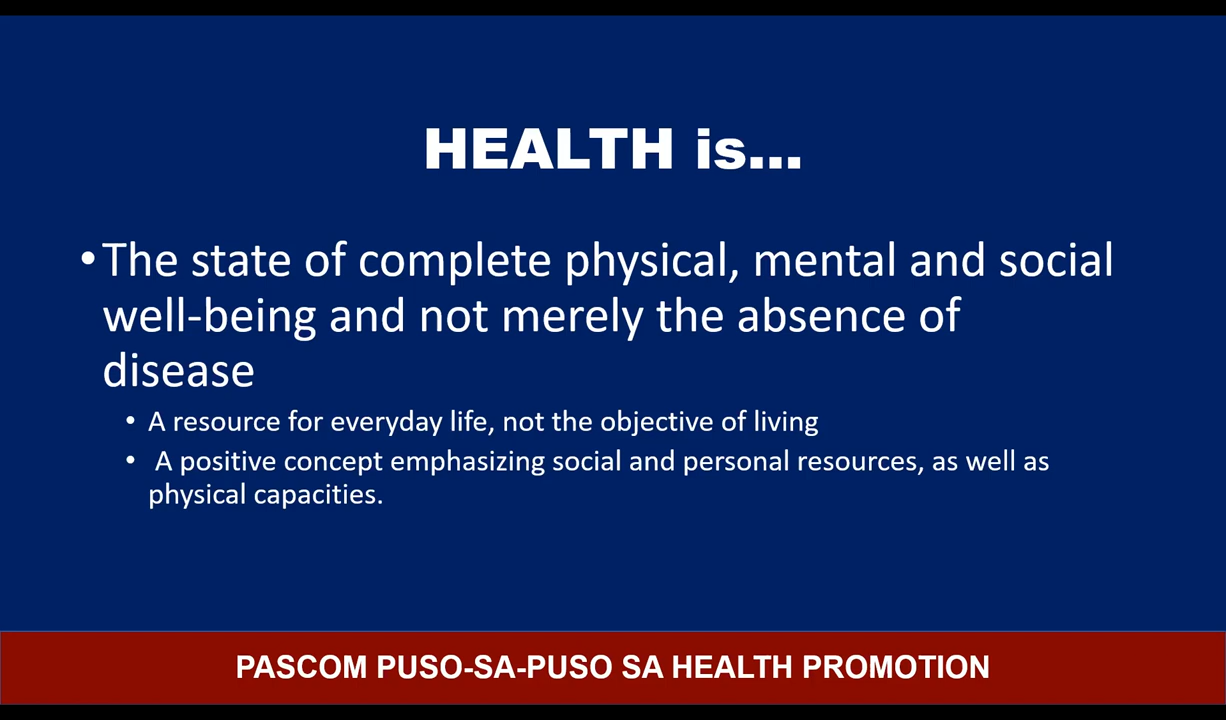 HEALTH is...
•The state of complete physical, mental and social
well-being and not merely the absence of
disease
• A resource for everyday life, not the objective of living
• A positive concept emphasizing social and personal resources, as well as
physical capacities.
PASCOM PUSO-SA-PUSO SA HEALTH PROMOTION